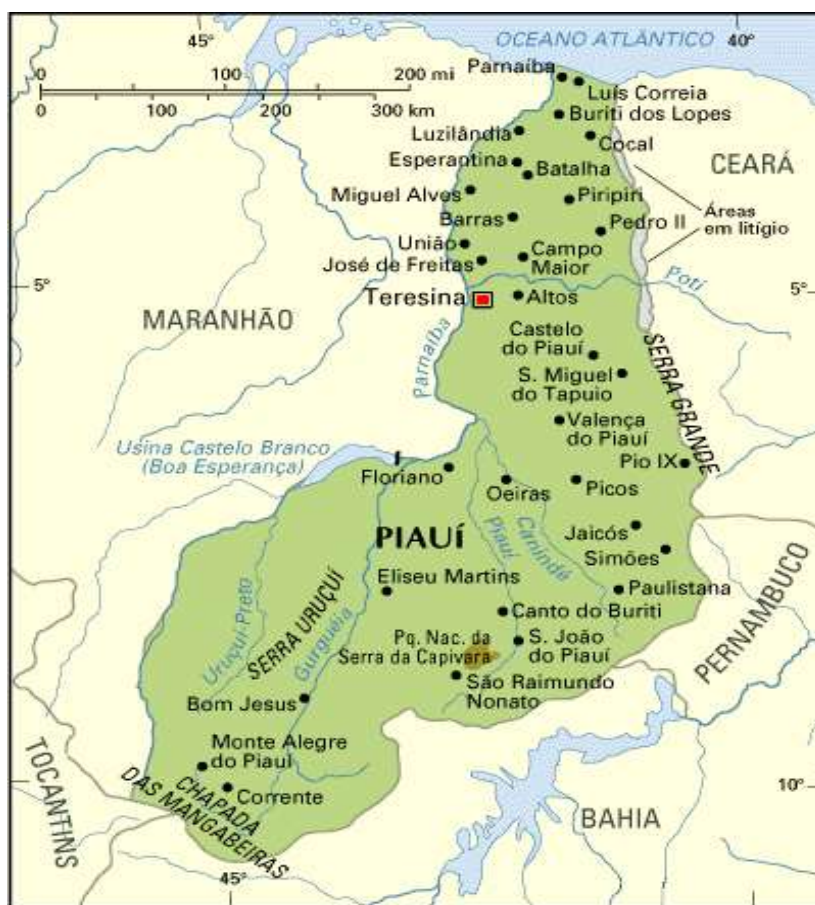 45°
OCEANO ATLÂNTICO
40°
0 100 200 mi
0 200 300 km
Parnaíba
Luís Correia
Buriti dos Lopes
Luzilândia
Cocal
CEARÁ
Esperantina
Batalha
Miguel Alves
Piripiri
Áreas
em litígio
Barras
Pedro II
União
Campo
Maior
José de Freitas
Poti
5°
5°
Teresina
Altos
MARANHÃO
Parnaíba
Castelo
do Piauí
SERRA GRANDE
S. Miguel
do Tapuio
Valença
do Piauí
Usina Castelo Branco
(Boa Esperança)
Pio IX
Floriano
Oeiras
Picos
PIAUÍ
Piauí
Canindé
Jaicós
Simões
Eliseu Martins
Paulistana
PERNAMBUCO
Uruçuí-Preto
SERRA URUÇUÍ
Gurguéia
Canto do Buriti
Pq. Nac. da
Serra da Capivara
S. João
do Piauí
São Raimundo
Nonato
Bom Jesus
Monte Alegre
do Piauí
TOCANTINS
CHAPADA
DAS MANGABEIRAS
Corrente
10°
BAHIA
45°